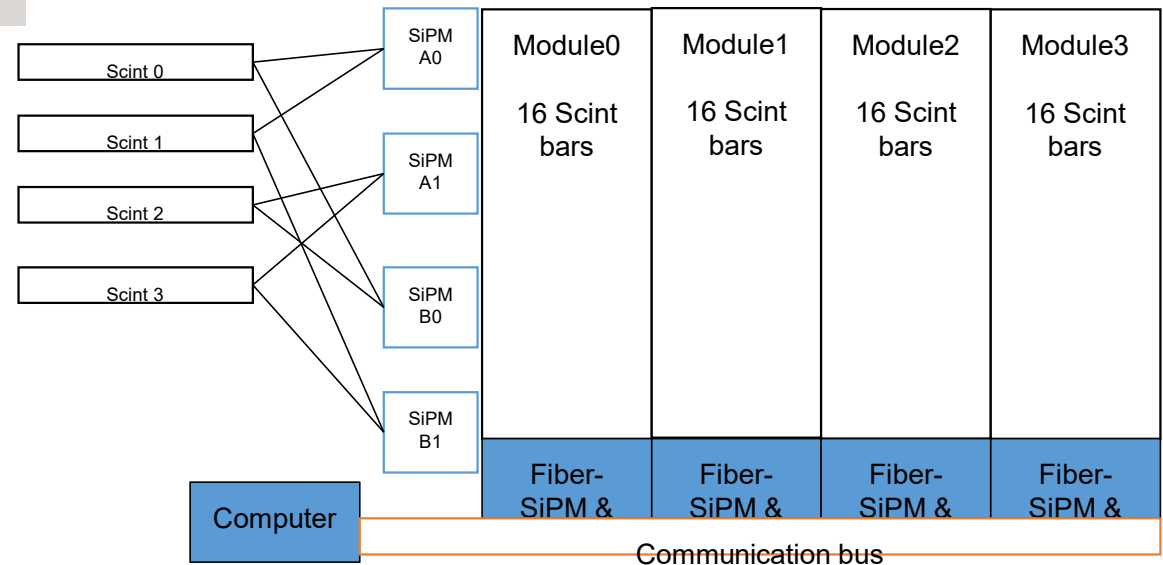 Scint 0
Scint 1
Scint 2
Scint 3
SiPM
A0
SiPM
A1
SiPM
B0
SiPM
B1
Module0
16 Scint
bars
Module1
16 Scint
bars
Module2
16 Scint
bars
Module3
16 Scint
bars
Fiber-
SiPM &
Fiber-
SiPM &
Fiber-
SiPM &
Fiber-
SiPM &
Computer
Communication bus